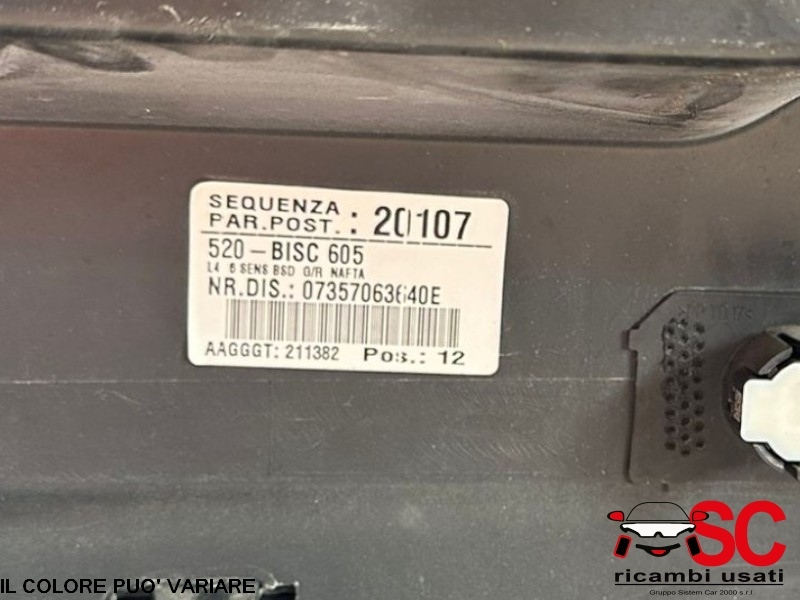 SEQUENZA
PAR.POST. : 20107
520-BISC 605
L4 6 SENS BSD O/R NAFTA
NR.DIS.: 07357063640E
AAGGGT: 211382 Pos.: 12
SC
ricambi usati
Gruppo Sistem Car 2000 s.r.l.
IL COLORE PUO' VARIARE